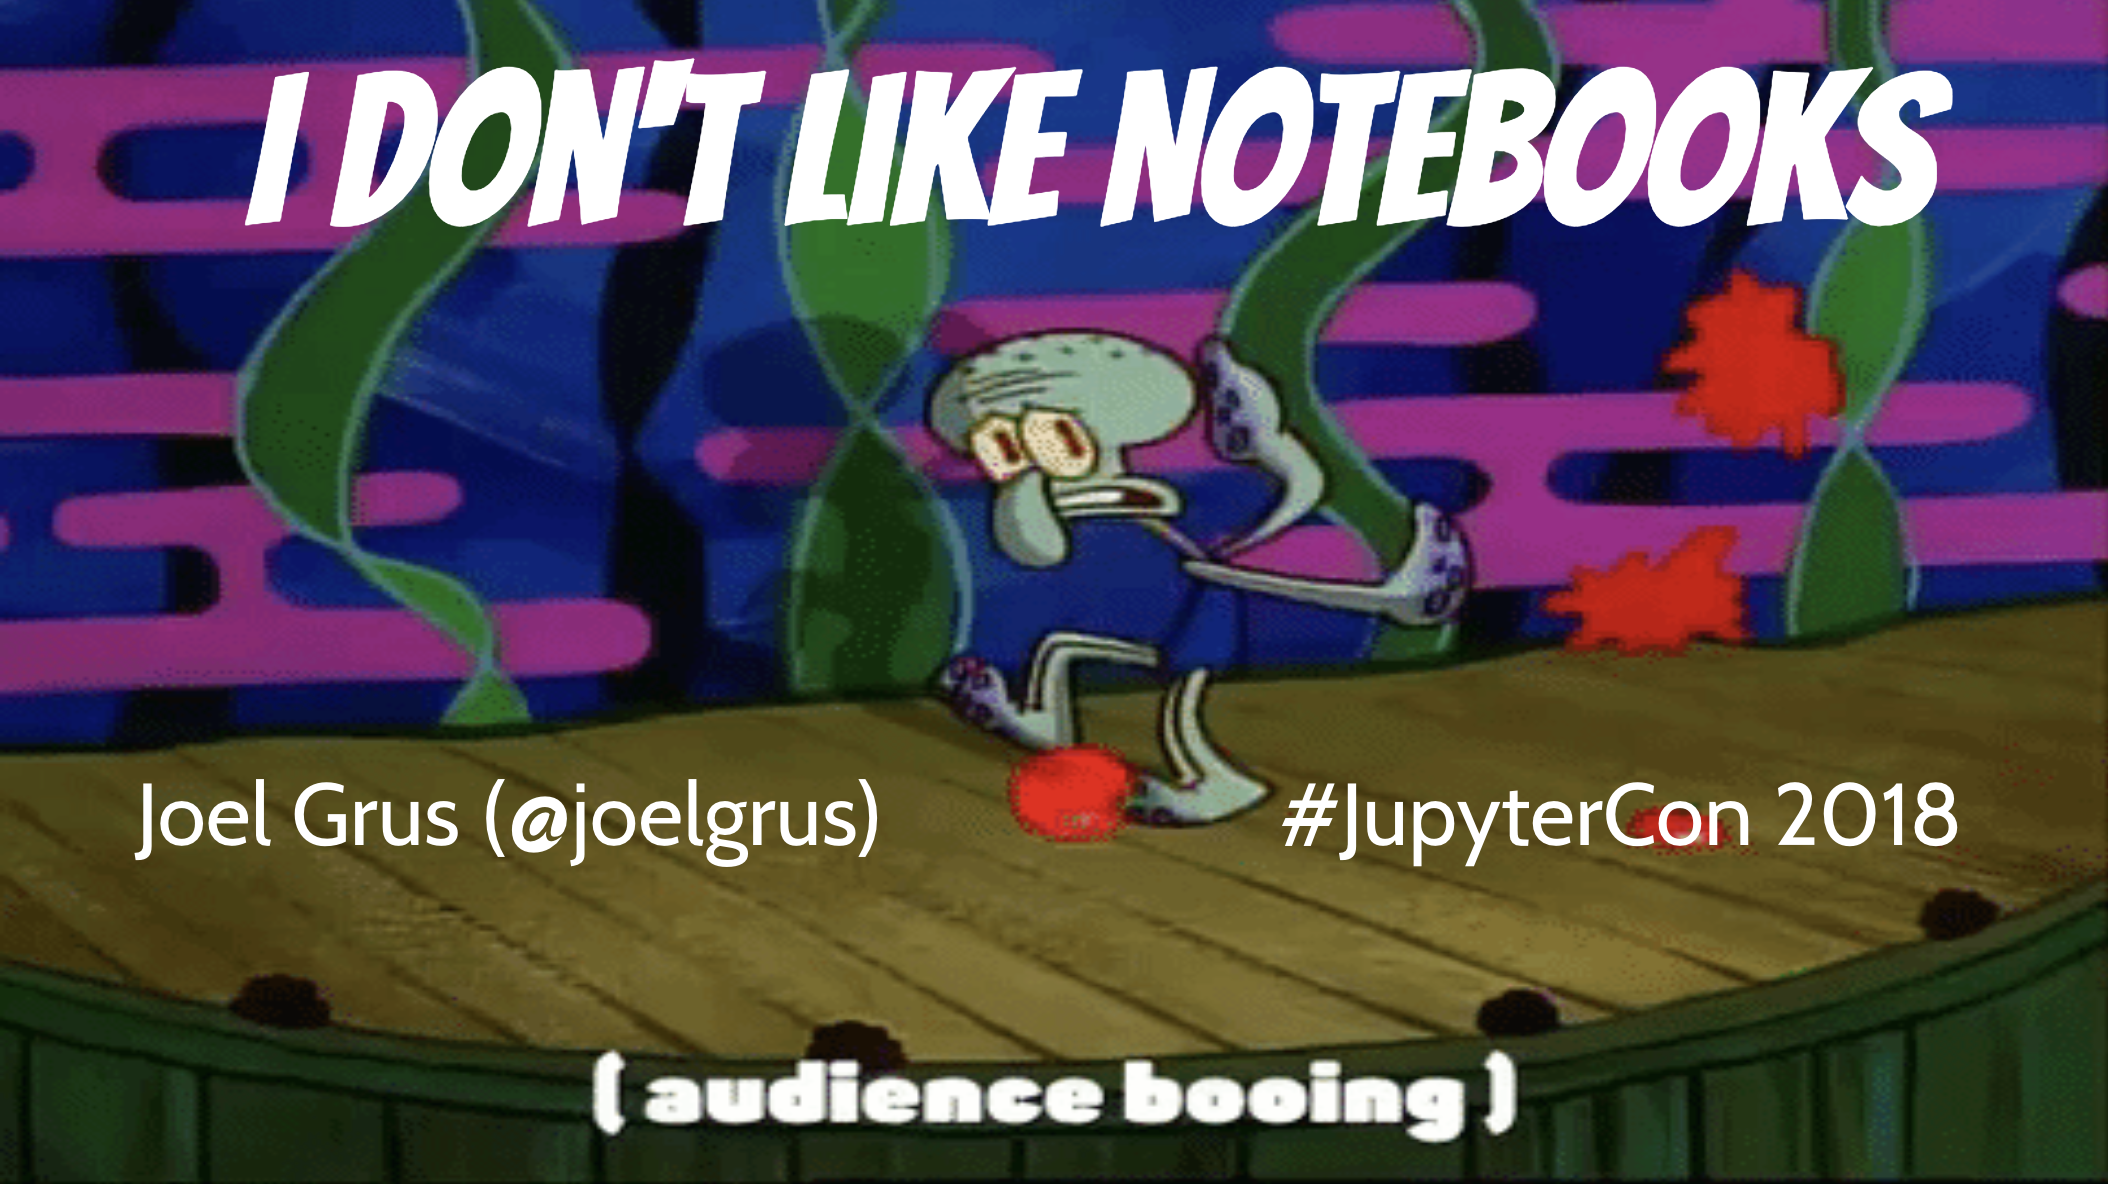 I DON'T LIKE NOTEBOOKS
Joel Grus (@joelgrus)
#JupyterCon 2018
( audience booing )